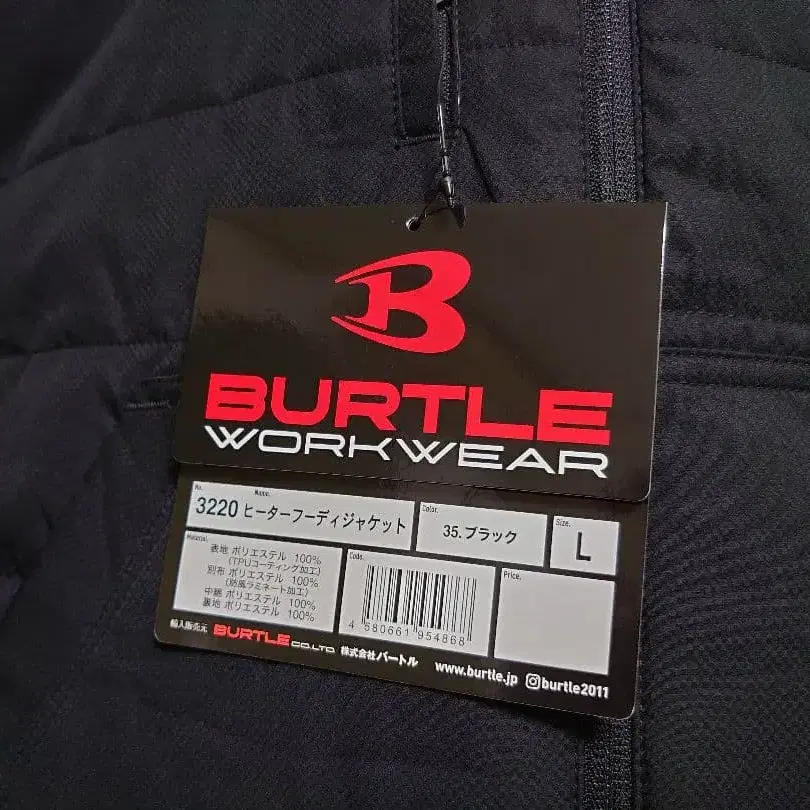 B
BURTLE
WORKWEAR
No. Name.
3220 ヒーターフーディジャケット
Color.
35.ブラック
Size.
L
Material.
表地 ポリエステル 100%
(TPUコーティング加工)
別布 ポリエステル 100%
(防風ラミネート加工)
中綿 ポリエステル 100%
裏地 ポリエステル 100%
Code.
4 580661 954868
Price.
輸入販売元 BURTLE CO.LTD 株式会社バートル www.burtle.jp burtle2011